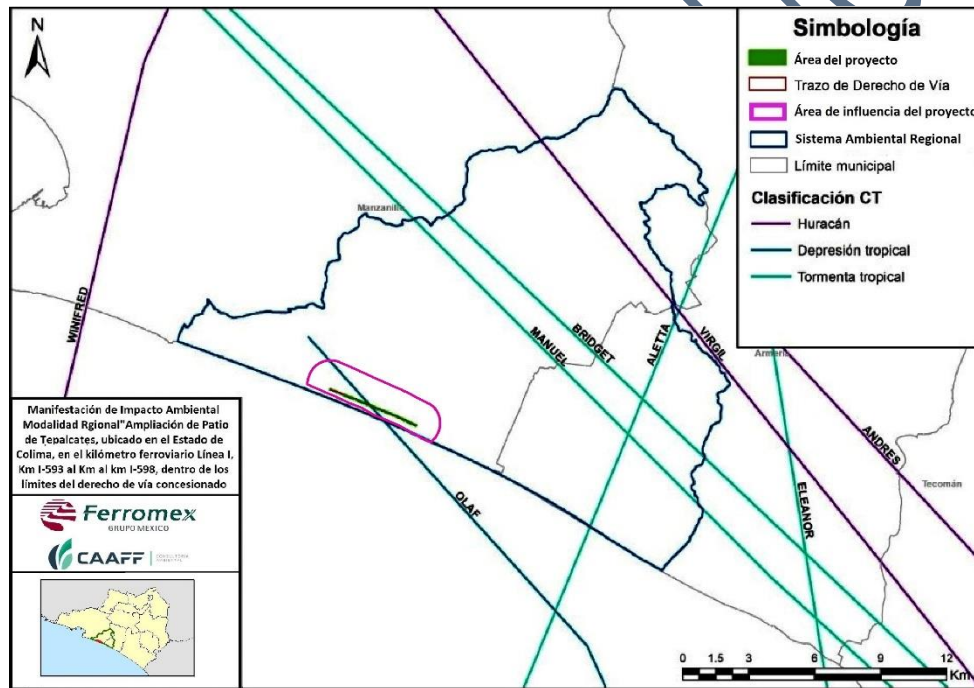 N
Simbología
Área del proyecto
Trazo de Derecho de Vía
Área de influencia del proyecto
Sistema Ambiental Regional
Límite municipal
Clasificación CT
Huracán
Depresión tropical
Tormenta tropical
Manzanillo
WINIFRED
MANUEL
BRIDGET
ALETTA
VIRGIL
Armería
ANDRES
Tecomán
ELEANOR
OLAF
Manifestación de Impacto Ambiental
Modalidad Rgional"Ampliación de Patio
de Tepalcates, ubicado en el Estado de
Colima, en el kilómetro ferroviario Línea I,
Km I-593 al Km al km I-598, dentro de los
límites del derecho de vía concesionado
Ferromex
GRUPO MEXICO
CAAFF
0 1.5 3 6 9 12
Km